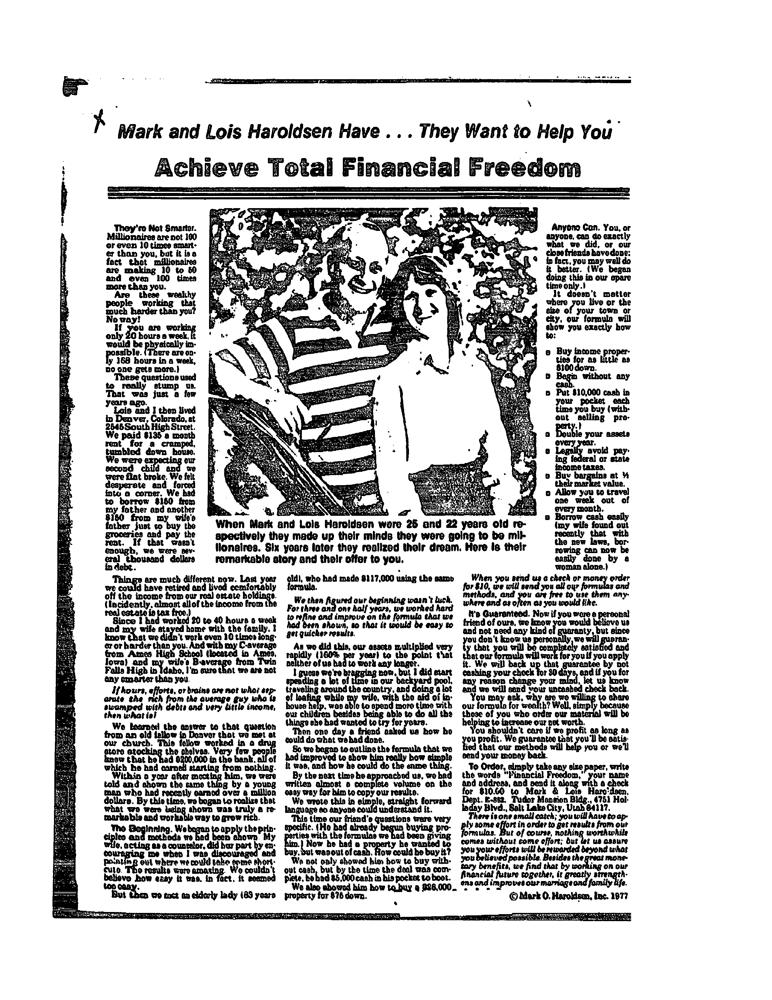 Mark and Lois Haroldsen Have . . . They Want to Help You
Achieve Total Financial Freedom
They're Not Smarter.
Millionaires are not 100
or even 10 times smart-
er than you, but it is a
fact that millionaires
are making 10 to 50
and even 100 times
more than you.
Are these wealthy
people working that
much harder than you?
No way!
If you are working
only 20 hours a week, it
would be physically im-
possible. (There are on-
ly 168 hours in a week,
no one gets more.)
These questions used
to really stump us.
That was just a few
years ago.
Lois and I then lived
in Denver, Colorado, at
2545 South High Street.
We paid $135 a month
rent for a cramped,
tumbled down house.
We were expecting our
second child and we
were flat broke. We felt
desperate and forced
into a corner. We had
to borrow $150 from
my father and another
$150 from my wife's
father just to buy the
groceries and pay the
rent. If that wasn't
enough, we were sev-
eral thousand dollars
in debt.
When Mark and Lois Haroldsen were 25 and 22 years old re-
spectively they made up their minds they were going to be mil-
lionaires. Six years later they realized their dream. Here is their
remarkable story and their offer to you.
Things are much different now. Last year
we could have retired and lived comfortably
off the income from our real estate holdings.
(Incidently, almost all of the income from the
real estate is tax free.)
Since I had worked 20 to 40 hours a week
and my wife stayed home with the family. I
know that we didn't work even 10 times long-
er or harder than you. And with my C-average
from Ames High School (located in Ames,
Iowa) and my wife's B-average from Twin
Falls High in Idaho, I'm sure that we are not
any smarter than you.
If hours, efforts, or brains are not what sep-
arate the rich from the average guy who is
swamped with debts and very little income,
then what is?
We learned the answer to that question
from an old fellow in Denver that we met at
our church. This fellow worked in a drug
store stocking the shelves. Very few people
knew that he had $200,000 in the bank, all of
which he had earned starting from nothing.
Within a year after meeting him, we were
told and shown the same thing by a young
man who had recently earned over a million
dollars. By this time, we began to realize that
what we were being shown was truly a re-
markable and workable way to grow rich.
The Beginning. We began to apply the prin-
ciples and methods we had been shown. My
wife, acting as a counselor, did her part by en-
couraging me when I was discouraged and
pointing out where we could take some short-
cuts. The results were amazing. We couldn't
believe how easy it was. in fact, it seemed
too easy.
But then we met an elderly lady (83 years
old), who had made $117,000 using the same
formula.
We then figured our beginning wasn't luck.
For three and one half years, we worked hard
to refine and improve on the formula that we
had been shown, so that it would be easy to
get quicker results.
As we did this, our assets multiplied very
rapidly (160% per year) to the point that
neither of us had to work any longer.
I guess we're bragging now, but I did start
spending a lot of time in our backyard pool,
traveling around the country, and doing a lot
of loafing while my wife, with the aid of in-
house help, was able to spend more time with
our children besides being able to do all the
things she had wanted to try for years.
Then one day a friend asked us how he
could do what we had done.
So we began to outline the formula that we
had improved to show him really how simple
it was, and how he could do the same thing.
By the next time he approached us, we had
written almost a complete volume on the
easy way for him to copy our results.
We wrote this in simple, straight forward
language so anyone could understand it.
This time our friend's questions were very
specific. (He had already begun buying pro-
perties with the formulas we had been giving
him.) Now he had a property he wanted to
buy, but was out of cash. How could he buy it?
We not only showed him how to buy with-
out cash, but by the time the deal was com-
plete, he had $5,000 cash in his pocket to boot.
We also showed him how to buy a $26,000
property for $75 down.
Anyone Can. You, or
anyone, can do exactly
what we did, or our
close friends have done;
in fact, you may well do
it better. (We began
doing this in our spare
time only.)
It doesn't matter
where you live or the
size of your town or
city, our formula will
show you exactly how
to:
Buy income proper-
ties for as little as
$100 down.
Begin without any
cash.
Put $10,000 cash in
your pocket each
time you buy (with-
out selling pro-
perty.)
Double your assets
every year.
Legally avoid pay-
ing federal or state
income taxes.
Buy bargains at ½
their market value.
Allow you to travel
one week out of
every month.
Borrow cash easily
(my wife found out
recently that with
the new laws, bor-
rowing can now be
easily done by a
woman alone.)
When you send us a check or money order
for $10, we will send you all our formulas and
methods, and you are free to use them any-
where and as often as you would like.
It's Guaranteed. Now if you were a personal
friend of ours, we know you would believe us
and not need any kind of guaranty, but since
you don't know us personally, we will guaran-
ty that you will be completely satisfied and
that our formula will work for you if you apply
it. We will back up that guarantee by not
cashing your check for 30 days, and if you for
any reason change your mind, let us know
and we will send your uncashed check back.
You may ask, why are we willing to share
our formula for wealth? Well, simply because
those of you who order our material will be
helping to increase our net worth.
You shouldn't care if we profit as long as
you profit. We guarantee that you'll be satis-
fied that our methods will help you or we'll
send your money back.
To Order, simply take any size paper, write
the words "Financial Freedom," your name
and address, and send it along with a check
for $10.00 to Mark & Lois Haroldsen,
Tudor Mansion Bldg., 4751 Hol-
laday Blvd., Salt Lake City, Utah 84117.
There is one small catch; you will have to ap-
ply some effort in order to get results from our
formulas. But of course, nothing worthwhile
comes without some effort; but let us assure
you your efforts will be rewarded beyond what
you believed possible. Besides the great mone-
tary benefits, we find that by working on our
financial future together, it greatly strength-
ens and improves our marriage and family life.
© Mark O. Haroldsen, Inc. 1977